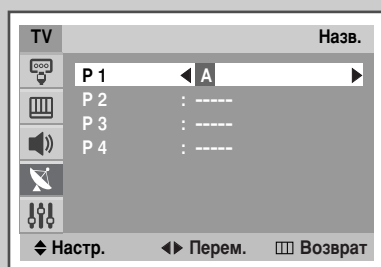 TV Назв.
P 1 A
P 2 : -----
P 3 : -----
P 4 : -----
Настр. Перем. Возврат